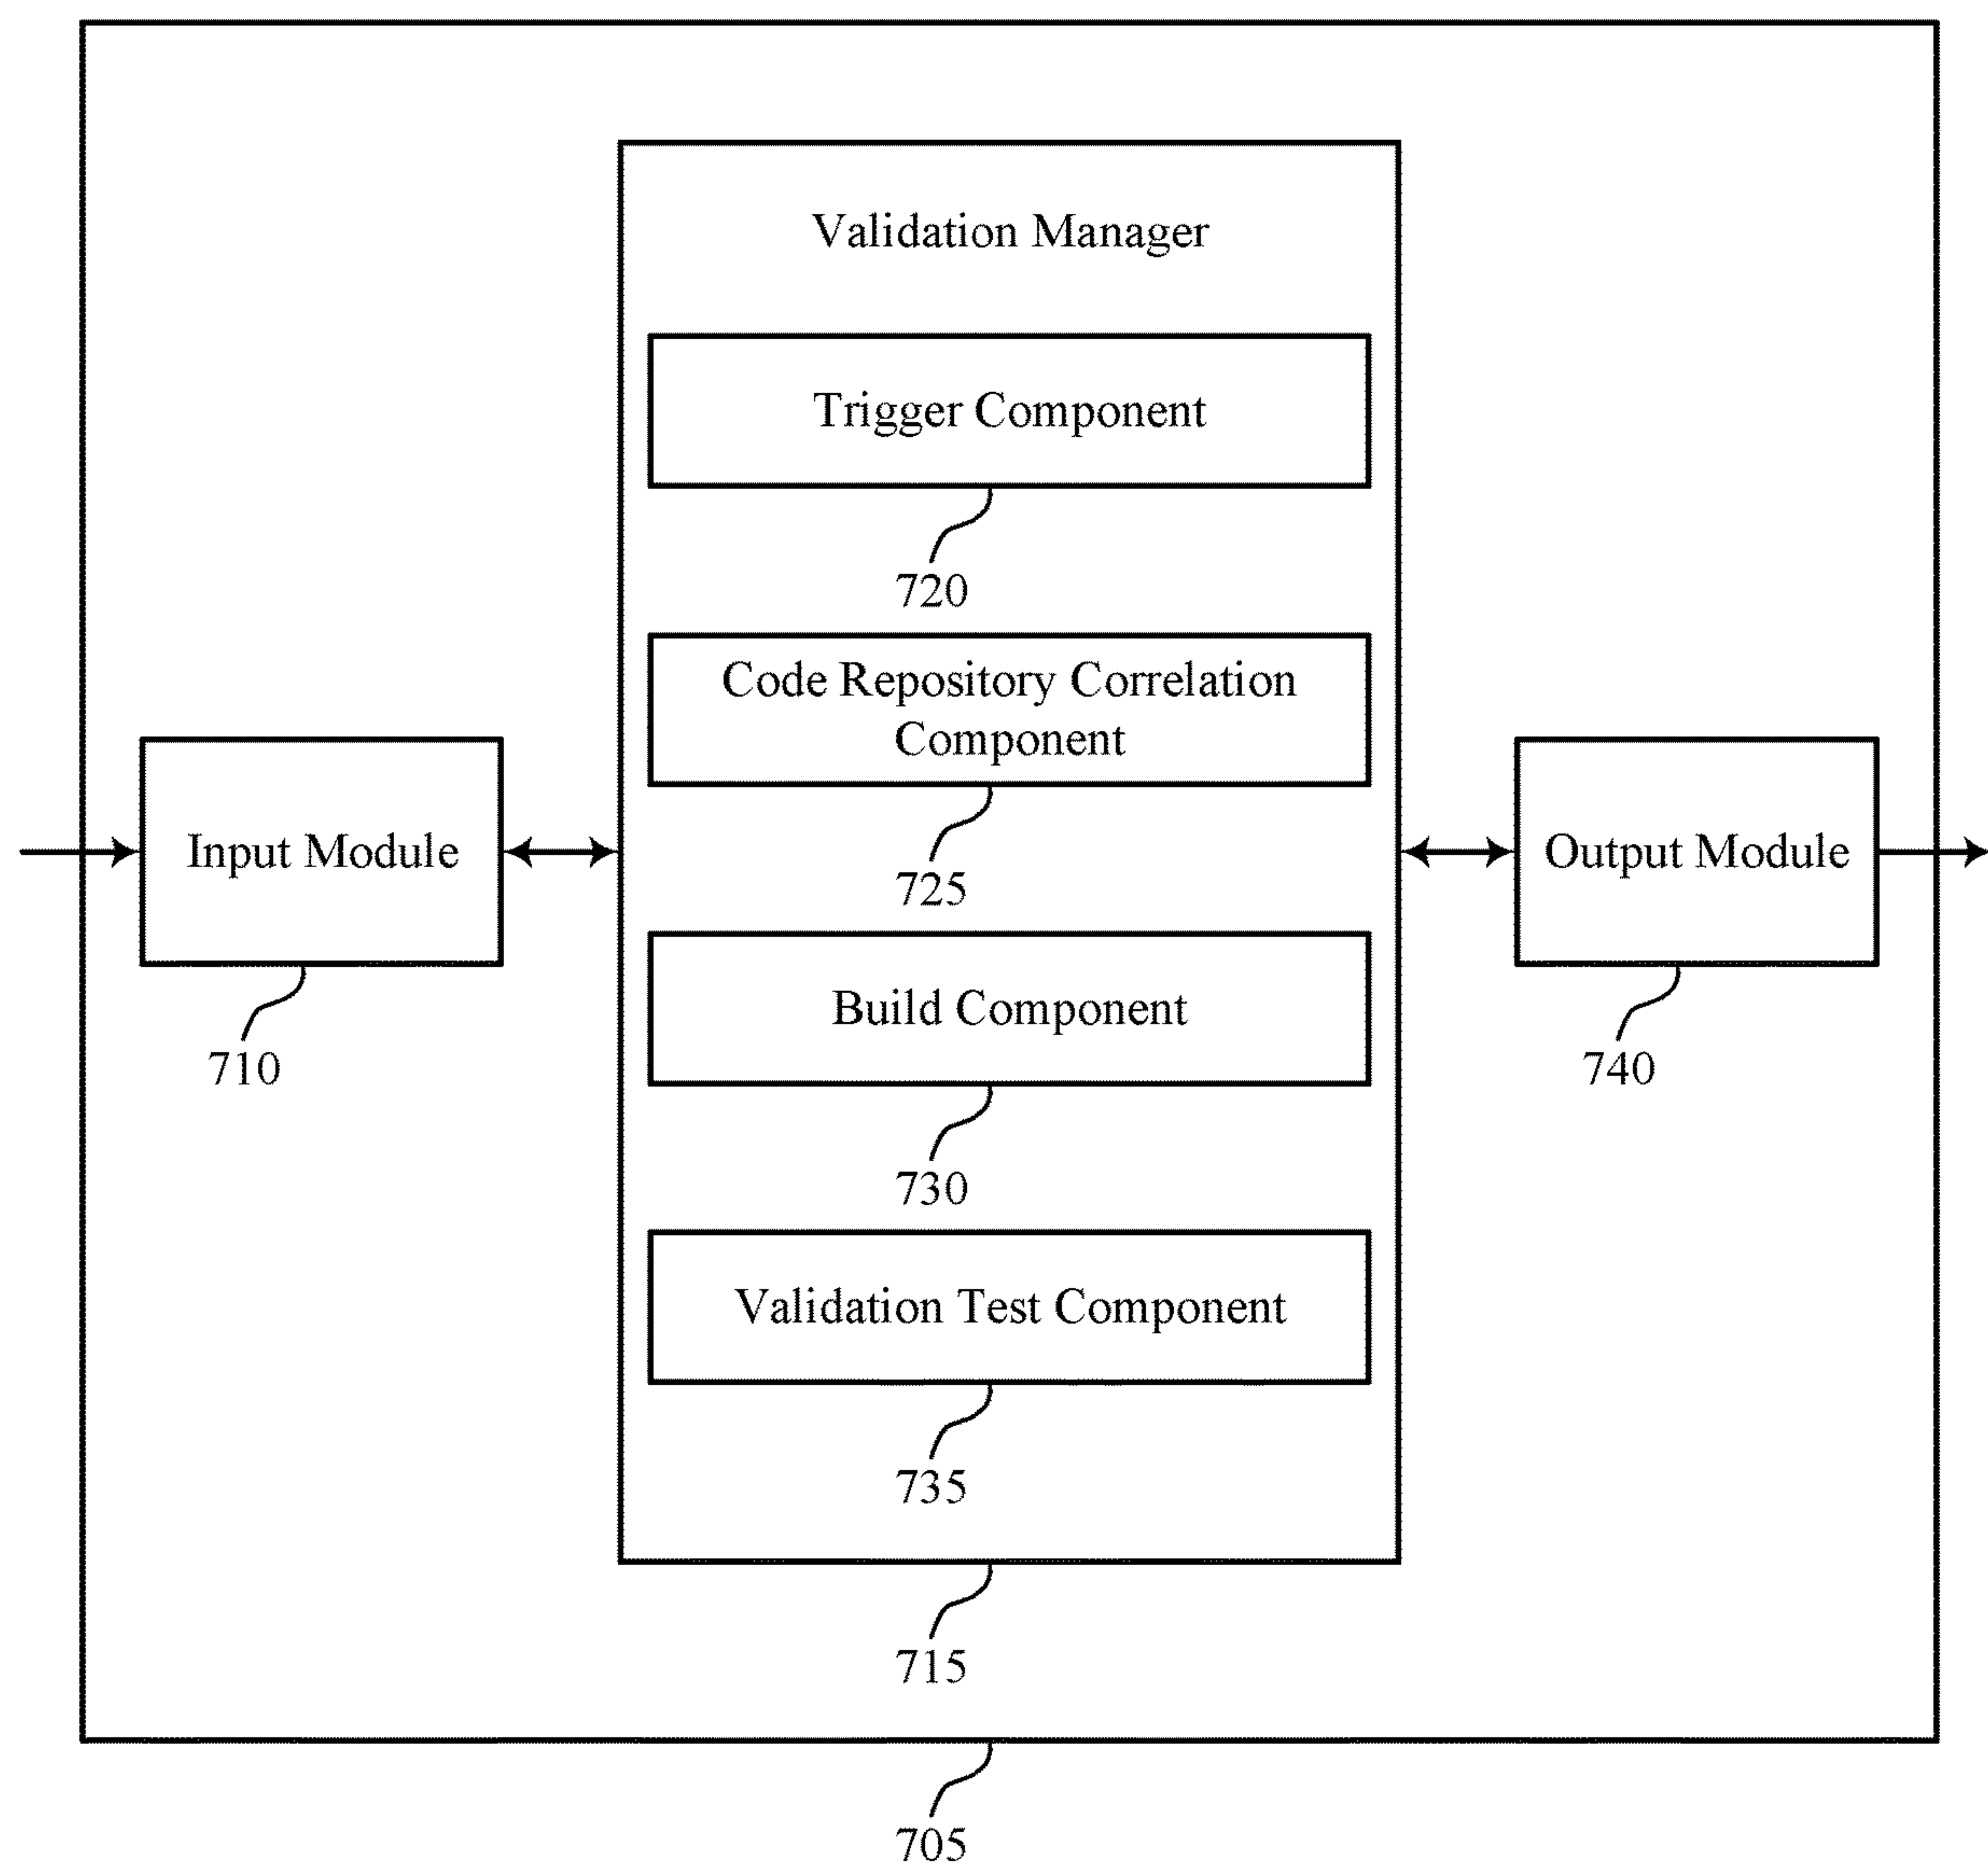 Validation Manager
Trigger Component
720
Code Repository Correlation
Component
725
Input Module
710
Output Module
740
Build Component
730
Validation Test Component
735
715
705